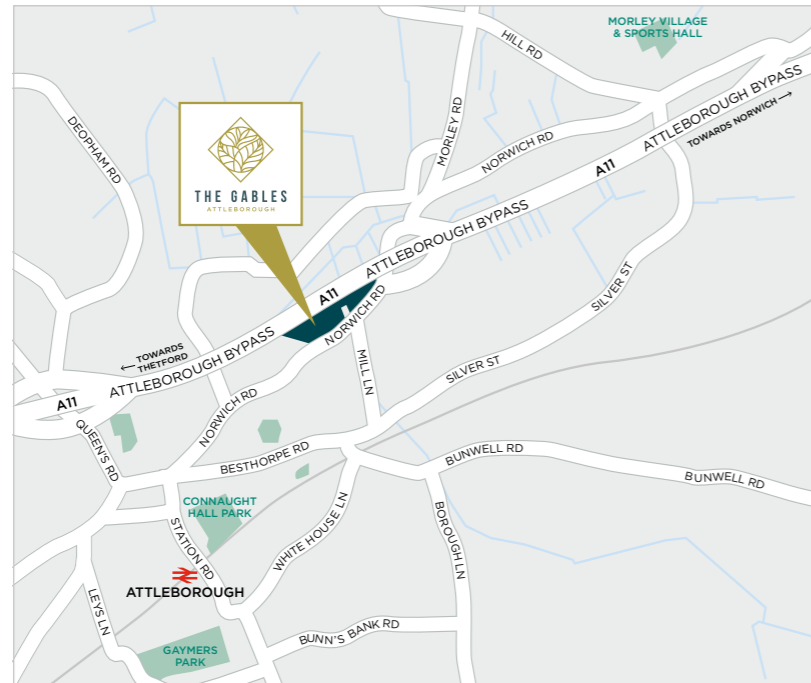 MORLEY VILLAGE
& SPORTS HALL
HILL RD
ATTLEBOROUGH BYPASS
TOWARDS NORWICH →
A11
DEOPHAM RD
MORLEY RD
NORWICH RD
THE GABLES
ATTLEBOROUGH
ATTLEBOROUGH BYPASS
A11
NORWICH RD
SILVER ST
← TOWARDS
THETFORD
ATTLEBOROUGH BYPASS
A11
MILL LN
SILVER ST
NORWICH RD
QUEEN'S RD
BESTHORPE RD
BUNWELL RD
BUNWELL RD
CONNAUGHT
HALL PARK
STATION RD
WHITE HOUSE LN
BOROUGH LN
ATTLEBOROUGH
LEYS LN
BUNN'S BANK RD
GAYMERS
PARK